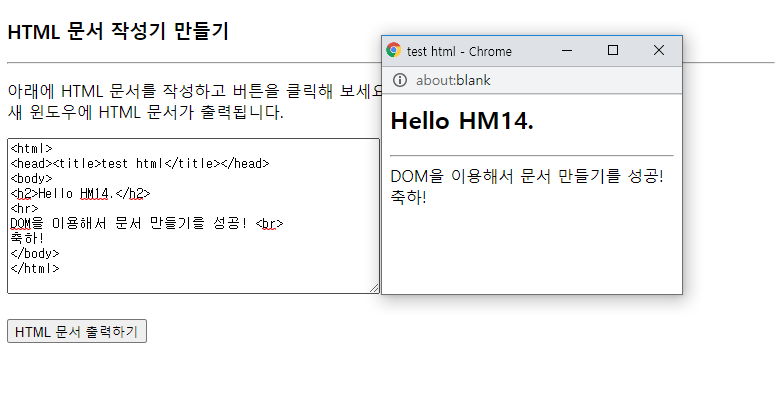 HTML 문서 작성기 만들기
아래에 HTML 문서를 작성하고 버튼을 클릭해 보세요
새 윈도우에 HTML 문서가 출력됩니다.
<html>
<head><title>test html</title></head>
<body>
<h2>Hello HM14.</h2>
<hr>
DOM을 이용해서 문서 만들기를 성공! <br>
축하!
</body>
</html>
HTML 문서 출력하기
test html - Chrome
about:blank
Hello HM14.
DOM을 이용해서 문서 만들기를 성공!
축하!